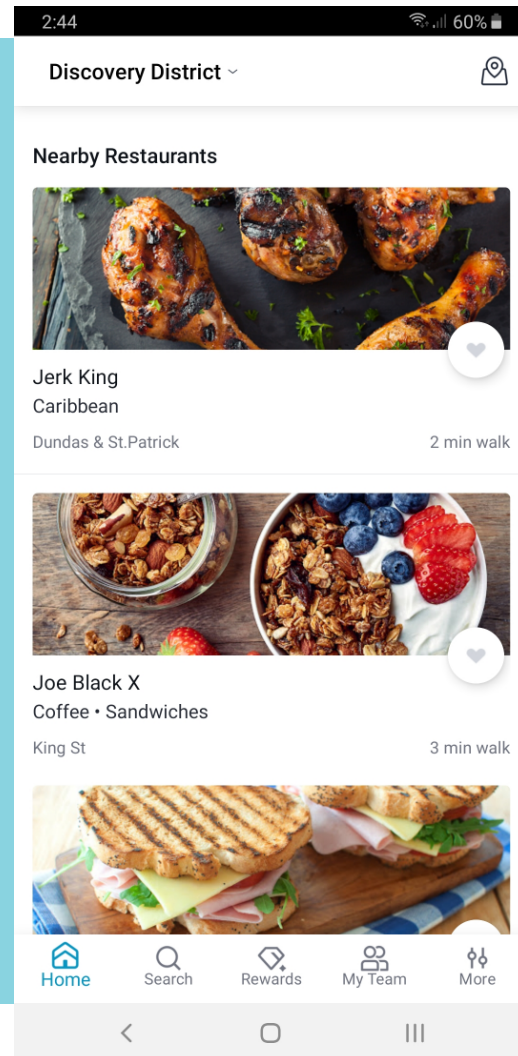 2:44 60%
Discovery District
Nearby Restaurants
Jerk King
Caribbean
Dundas & St.Patrick 2 min walk
Joe Black X
Coffee • Sandwiches
King St 3 min walk
Home Search Rewards My Team More